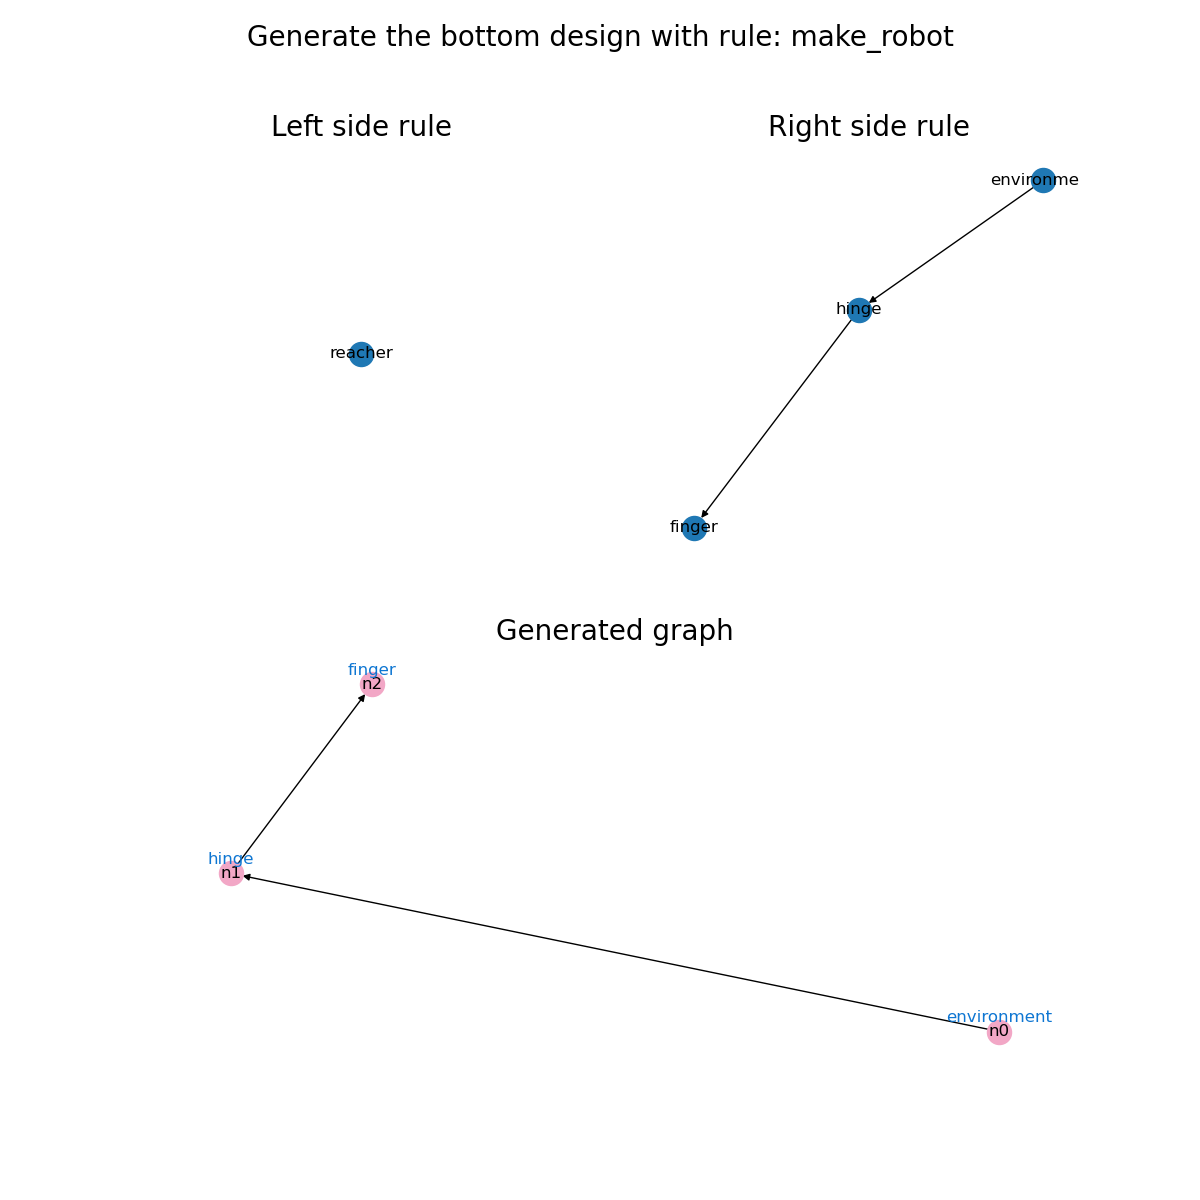 Generate the bottom design with rule: make_robot
Left side rule
Right side rule
environme
hinge
reacher
finger
Generated graph
finger
n2
hinge
n1
environment
n0